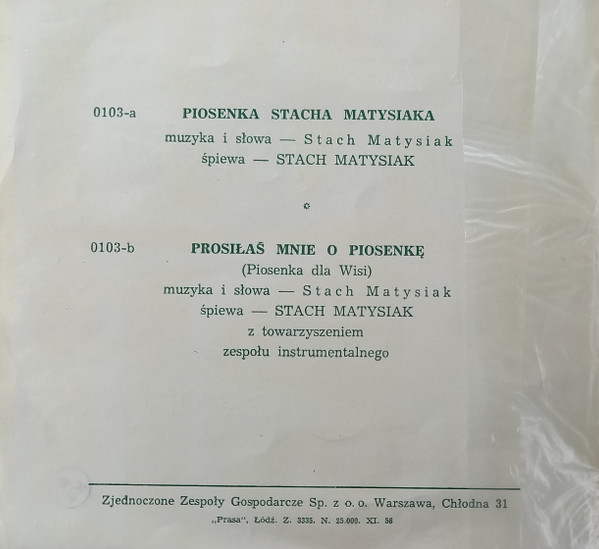 0103-a PIOSENKA STACHA MATYSIAKA
muzyka i słowa — Stach Matysiak
śpiewa — STACH MATYSIAK
0103-b PROSIŁAŚ MNIE O PIOSENKĘ
(Piosenka dla Wisi)
muzyka i słowa — Stach Matysiak
śpiewa — STACH MATYSIAK
z towarzyszeniem
zespołu instrumentalnego
Zjednoczone Zespoły Gospodarcze Sp. z o. o. Warszawa, Chłodna 31
„Prasa", Łódź. Z. 3335. N. 25.000. XI. 58